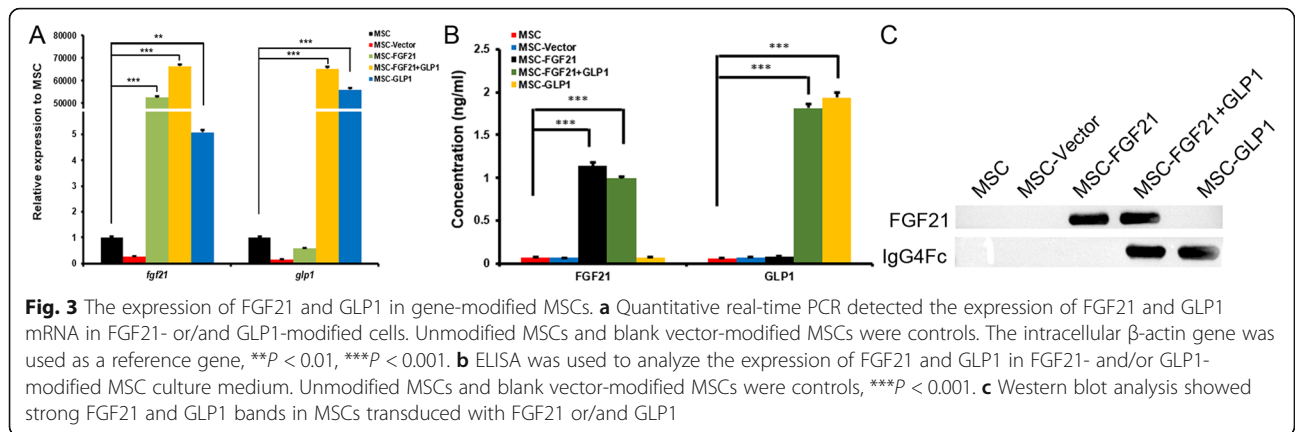 A
80000
70000
60000
50000
5
4
3
2
1
0
Relative expression to MSC
MSC
MSC-Vector
MSC-FGF21
MSC-FGF21+GLP1
MSC-GLP1
**
***
***
***
***
fgf21
glp1
B
2.5
2
1.5
1
0.5
0
Concentration (ng/ml)
MSC
MSC-Vector
MSC-FGF21
MSC-FGF21+GLP1
MSC-GLP1
***
***
***
***
FGF21
GLP1
C
MSC
MSC-Vector
MSC-FGF21
MSC-FGF21+GLP1
MSC-GLP1
FGF21
IgG4Fc
Fig. 3 The expression of FGF21 and GLP1 in gene-modified MSCs. a Quantitative real-time PCR detected the expression of FGF21 and GLP1
mRNA in FGF21- or/and GLP1-modified cells. Unmodified MSCs and blank vector-modified MSCs were controls. The intracellular β-actin gene was
used as a reference gene, **P < 0.01, ***P < 0.001. b ELISA was used to analyze the expression of FGF21 and GLP1 in FGF21- and/or GLP1-
modified MSC culture medium. Unmodified MSCs and blank vector-modified MSCs were controls, ***P < 0.001. c Western blot analysis showed
strong FGF21 and GLP1 bands in MSCs transduced with FGF21 or/and GLP1